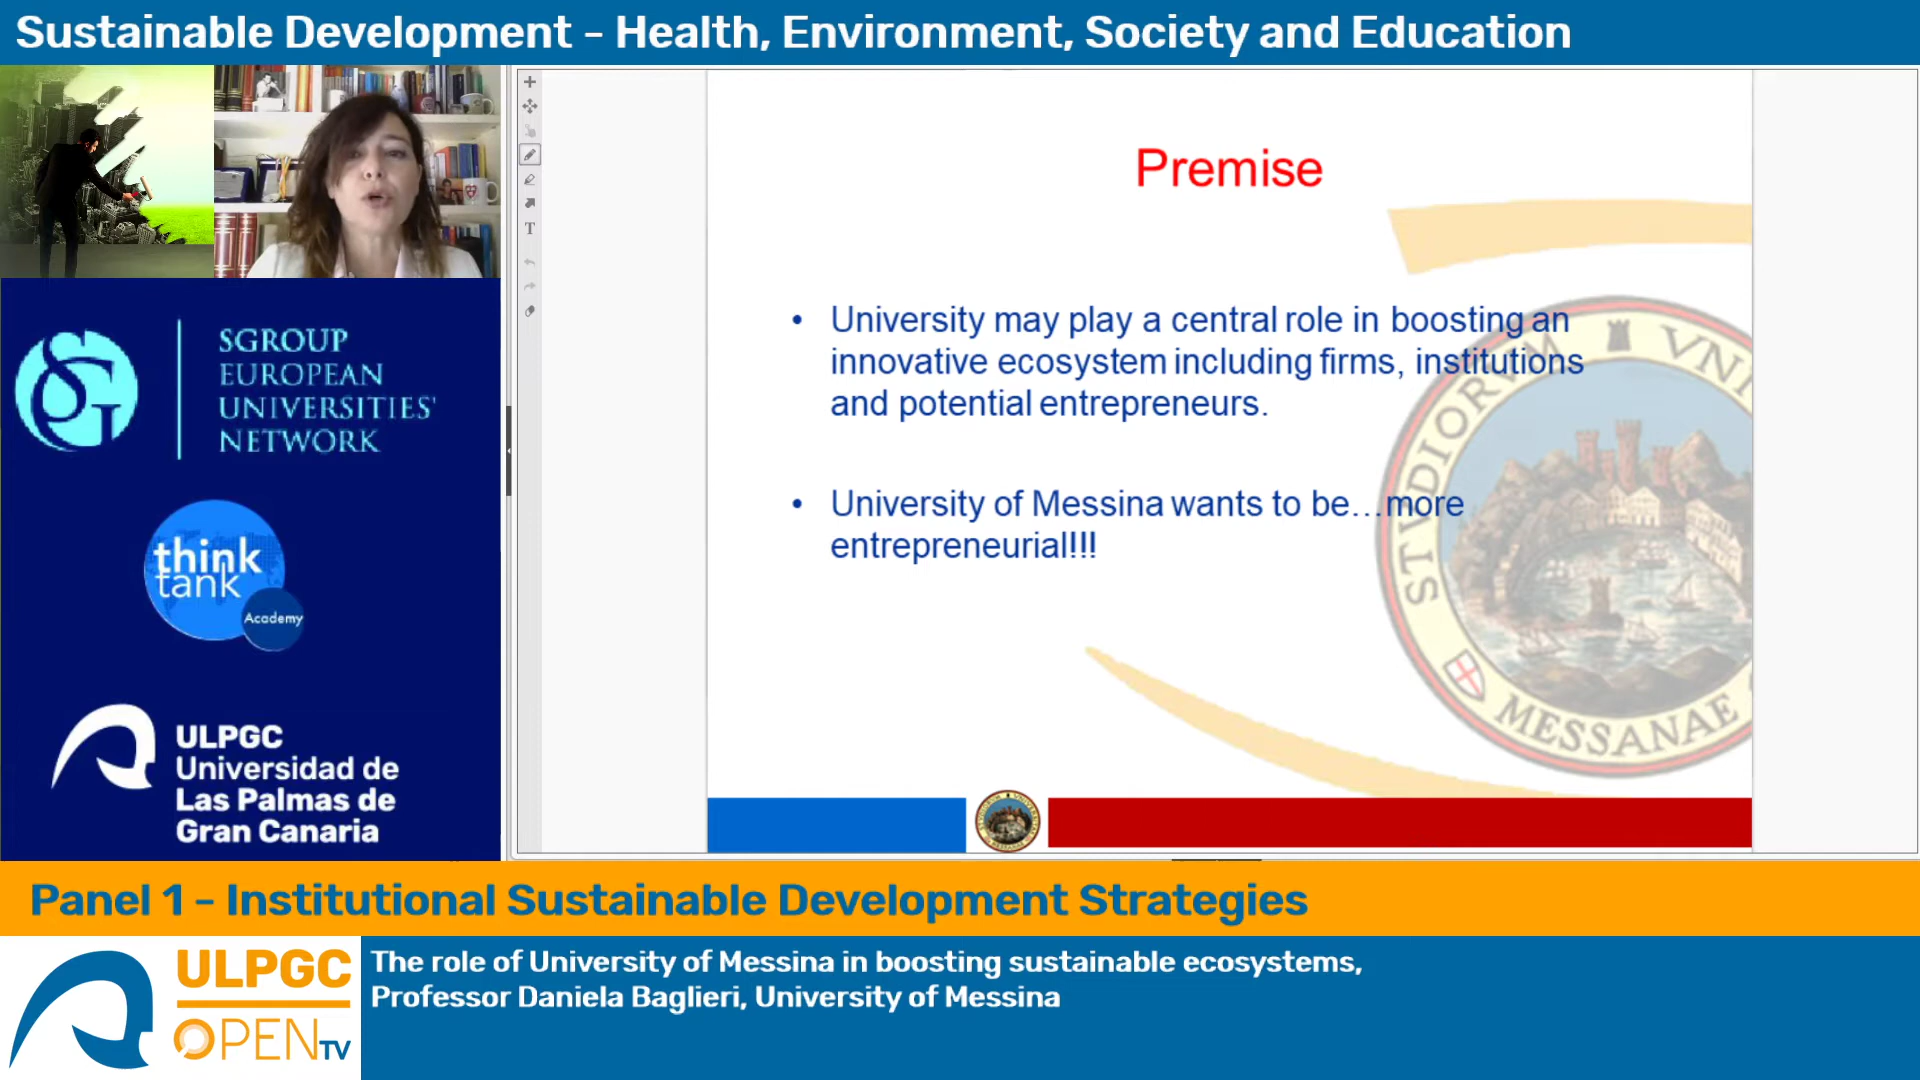 Sustainable Development - Health, Environment, Society and Education
SGROUP
EUROPEAN
UNIVERSITIES'
NETWORK
think
tank
Academy
ULPGC
Universidad de
Las Palmas de
Gran Canaria
T
Premise
• University may play a central role in boosting an
innovative ecosystem including firms, institutions
and potential entrepreneurs.
• University of Messina wants to be...more
entrepreneurial!!!
STVDIORVM
VNI
MESSANAE
Panel 1 - Institutional Sustainable Development Strategies
ULPGC
OPENTV
The role of University of Messina in boosting sustainable ecosystems,
Professor Daniela Baglieri, University of Messina